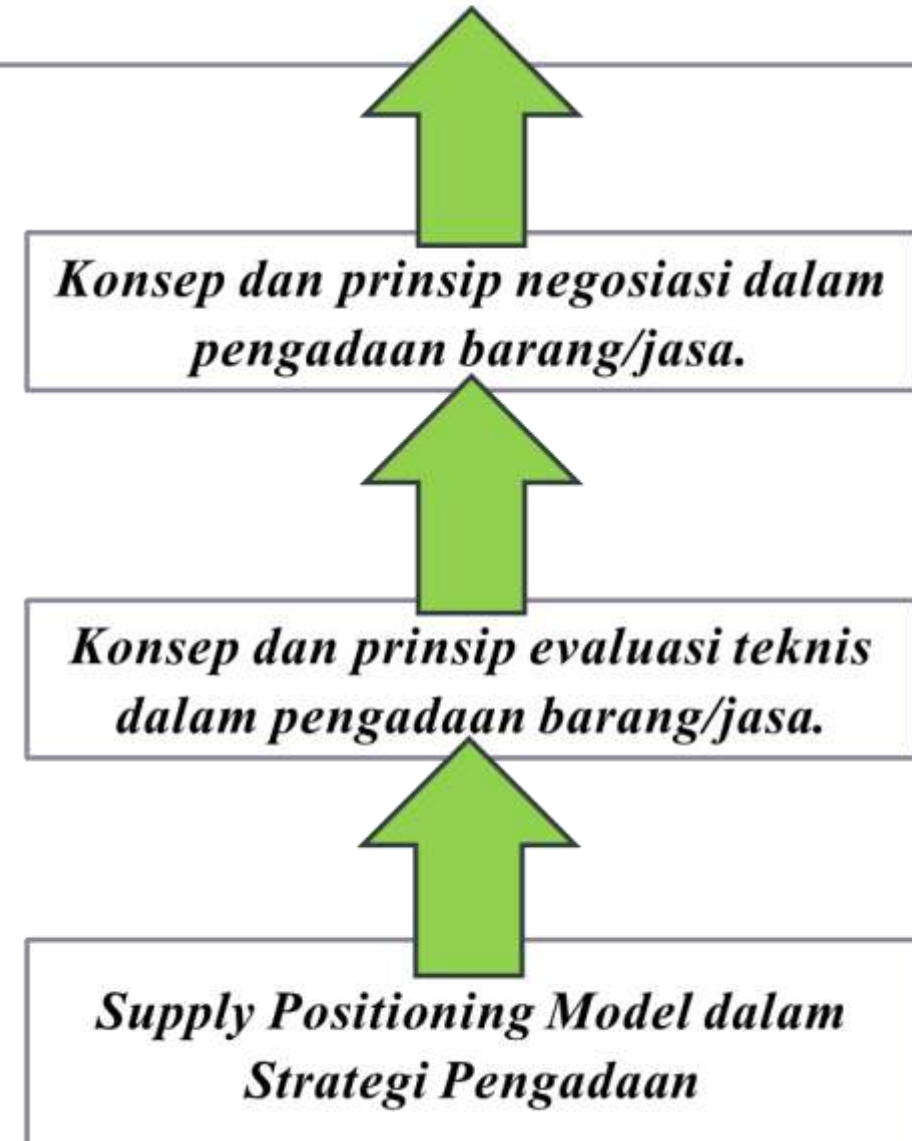 Konsep dan prinsip negosiasi dalam
pengadaan barang/jasa.
Konsep dan prinsip evaluasi teknis
dalam pengadaan barang/jasa.
Supply Positioning Model dalam
Strategi Pengadaan